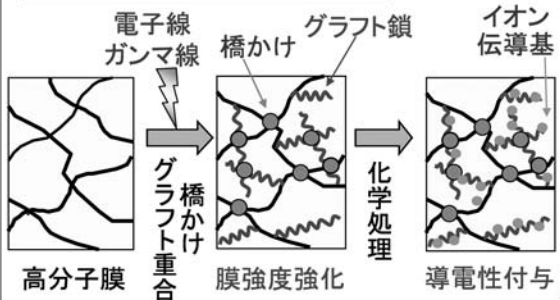 電子線
ガンマ線
橋かけ
グラフト鎖
イオン
伝導基
橋かけ
グラフト重合
化学処理
高分子膜
膜強度強化
導電性付与